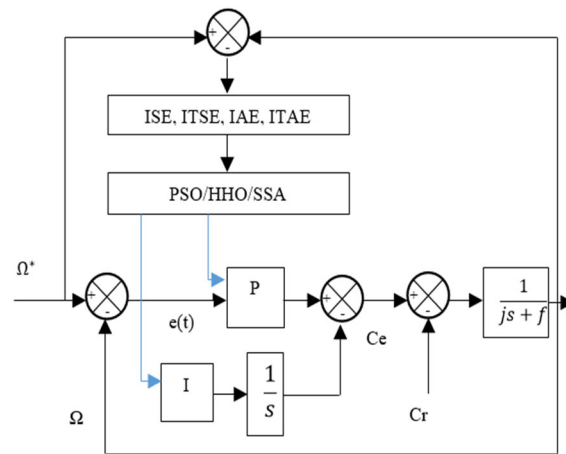 +
-
ISE, ITSE, IAE, ITAE
PSO/HHO/SSA
Ω*
+
-
e(t)
P
+
-
Ce
+
-
1
js + f
I
1
s
Ω
Cr